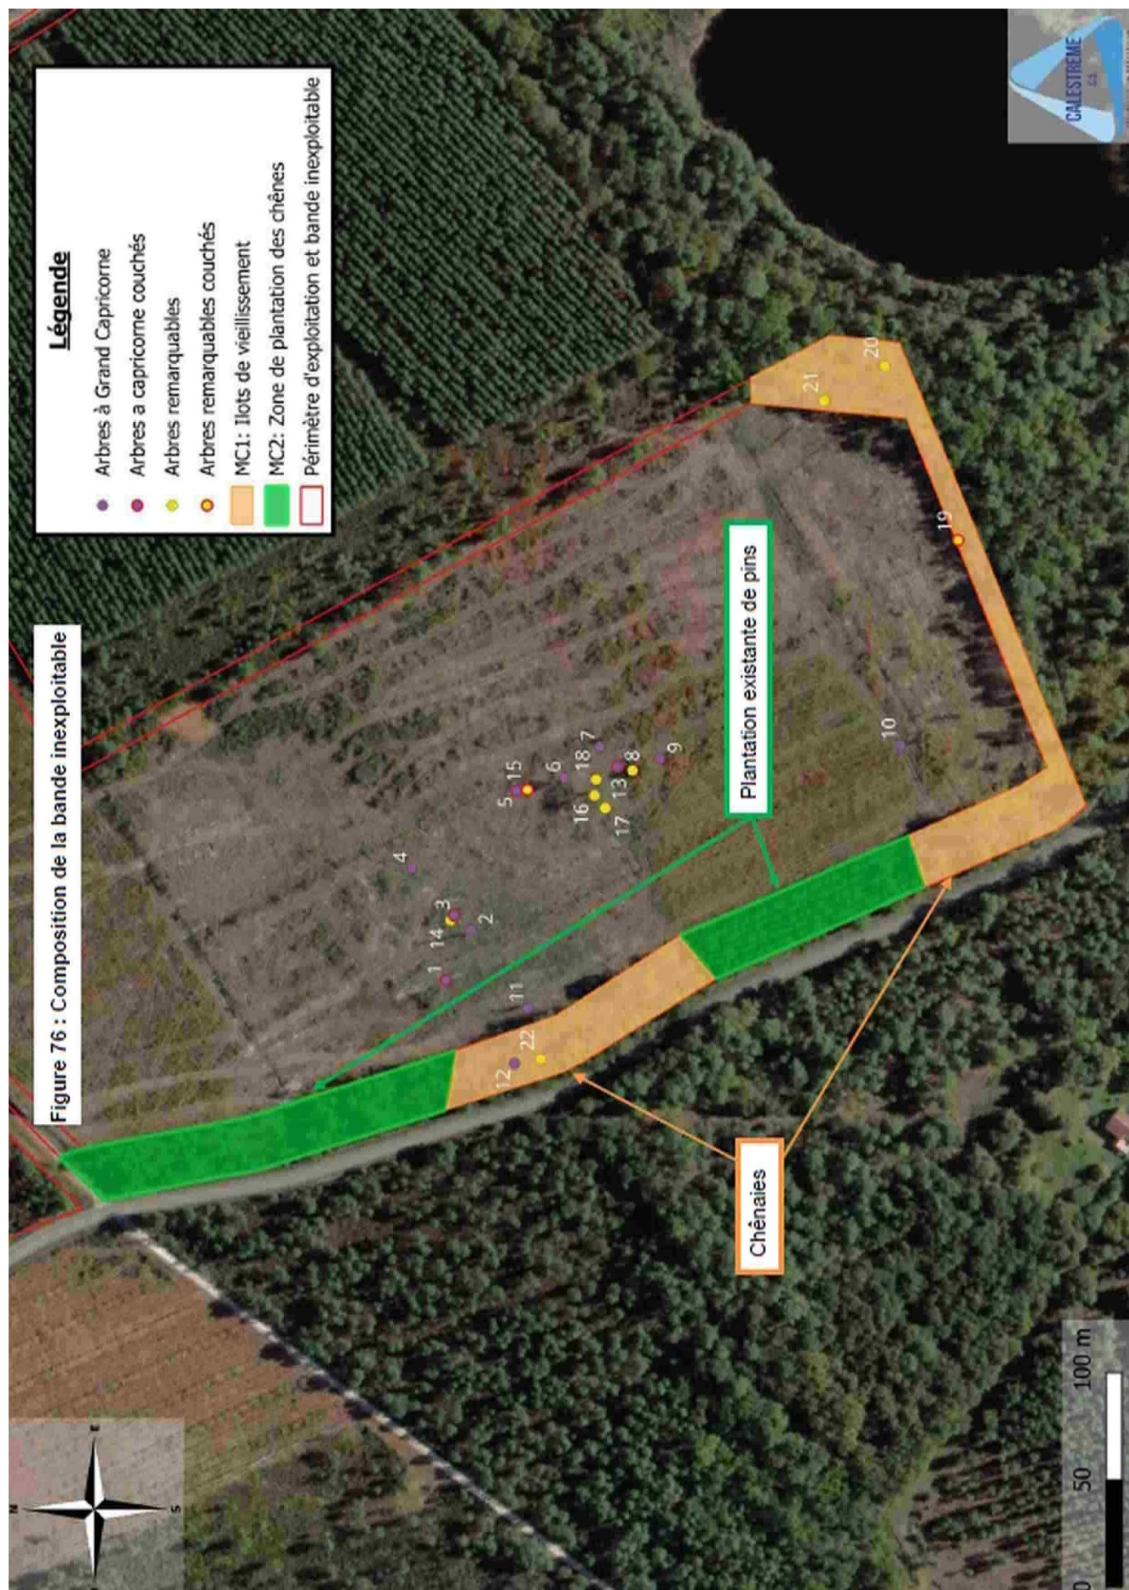 Figure 76 : Composition de la bande inexploitable
Légende
Arbres à Grand Capricorne
Arbres a capricorne couchés
Arbres remarquables
Arbres remarquables couchés
MC1: Ilots de vieillissement
MC2: Zone de plantation des chênes
Périmètre d'exploitation et bande inexploitable
N
E
S
12
22
11
1
14
3
2
4
5
15
6
16
18
7
17
13
8
9
10
19
21
20
Plantation existante de pins
Chênaies
0
50
100 m
CALESTREME